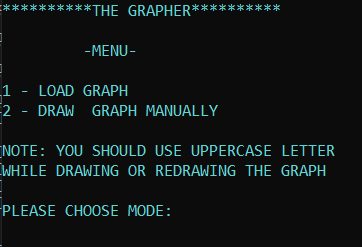 **********THE GRAPHER**********
-MENU-
1 - LOAD GRAPH
2 - DRAW  GRAPH MANUALLY
NOTE: YOU SHOULD USE UPPERCASE LETTER
WHILE DRAWING OR REDRAWING THE GRAPH
PLEASE CHOOSE MODE: